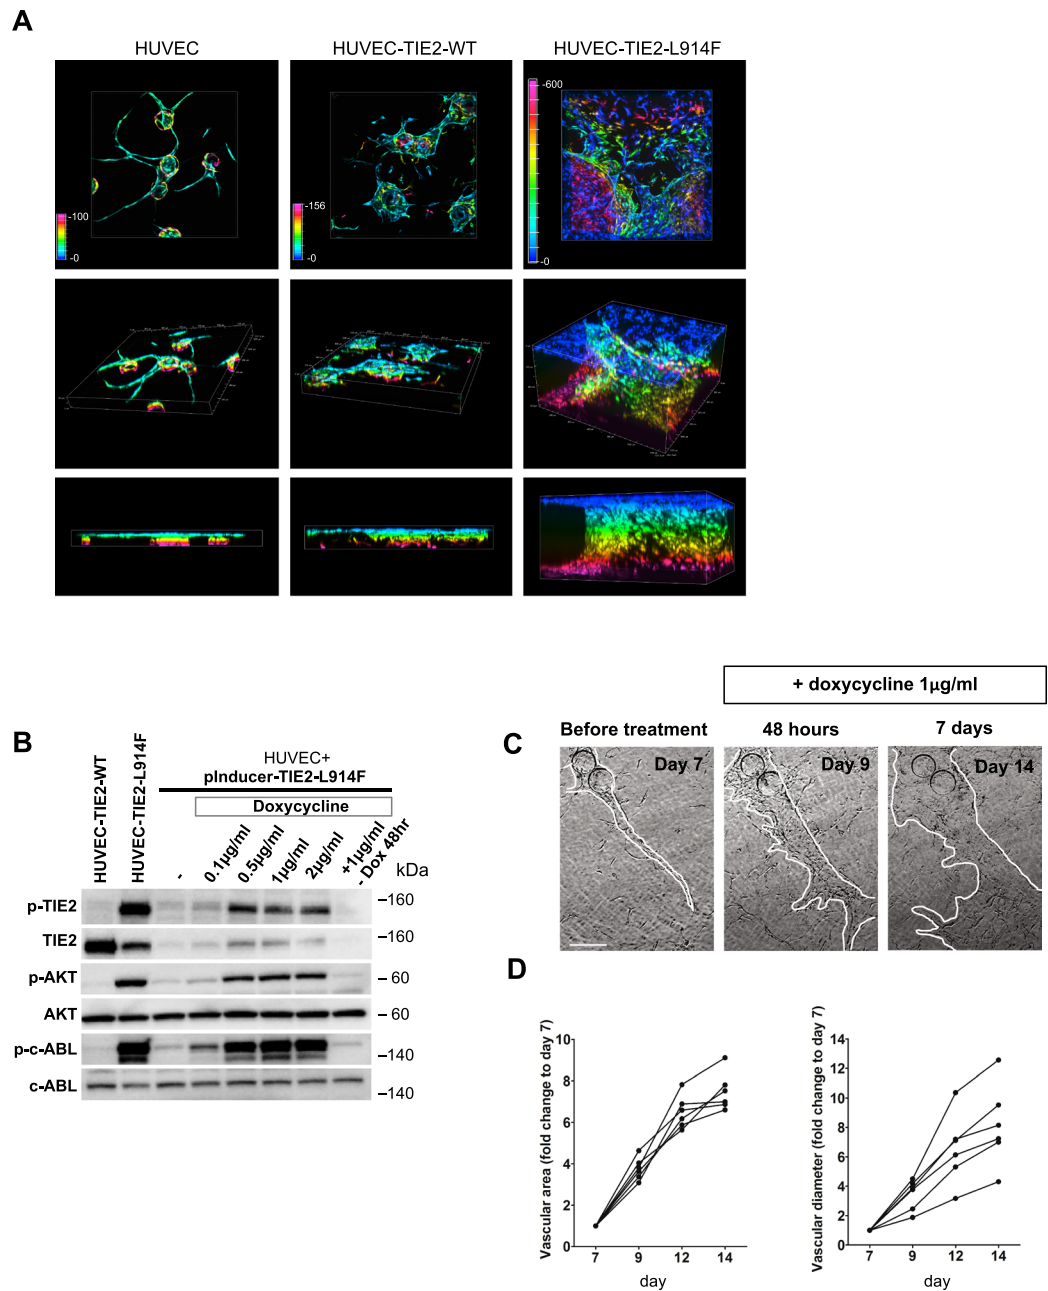 A
HUVEC
HUVEC-TIE2-WT
HUVEC-TIE2-L914F
-100
-0
-156
-0
-600
-0
+ doxycycline 1µg/ml
B
HUVEC-TIE2-WT
HUVEC-TIE2-L914F
HUVEC+
pInducer-TIE2-L914F
Doxycycline
-
0.1µg/ml
0.5µg/ml
1µg/ml
2µg/ml
+1µg/ml
- Dox 48hr
kDa
p-TIE2
–160
TIE2
–160
p-AKT
– 60
AKT
– 60
p-c-ABL
–140
c-ABL
–140
C
Before treatment
48 hours
7 days
Day 7
Day 9
Day 14
D
Vascular area (fold change to day 7)
10
8
6
4
2
0
7
9
12
14
day
Vascular diameter (fold change to day 7)
14
12
10
8
6
4
2
0
7
9
12
14
day